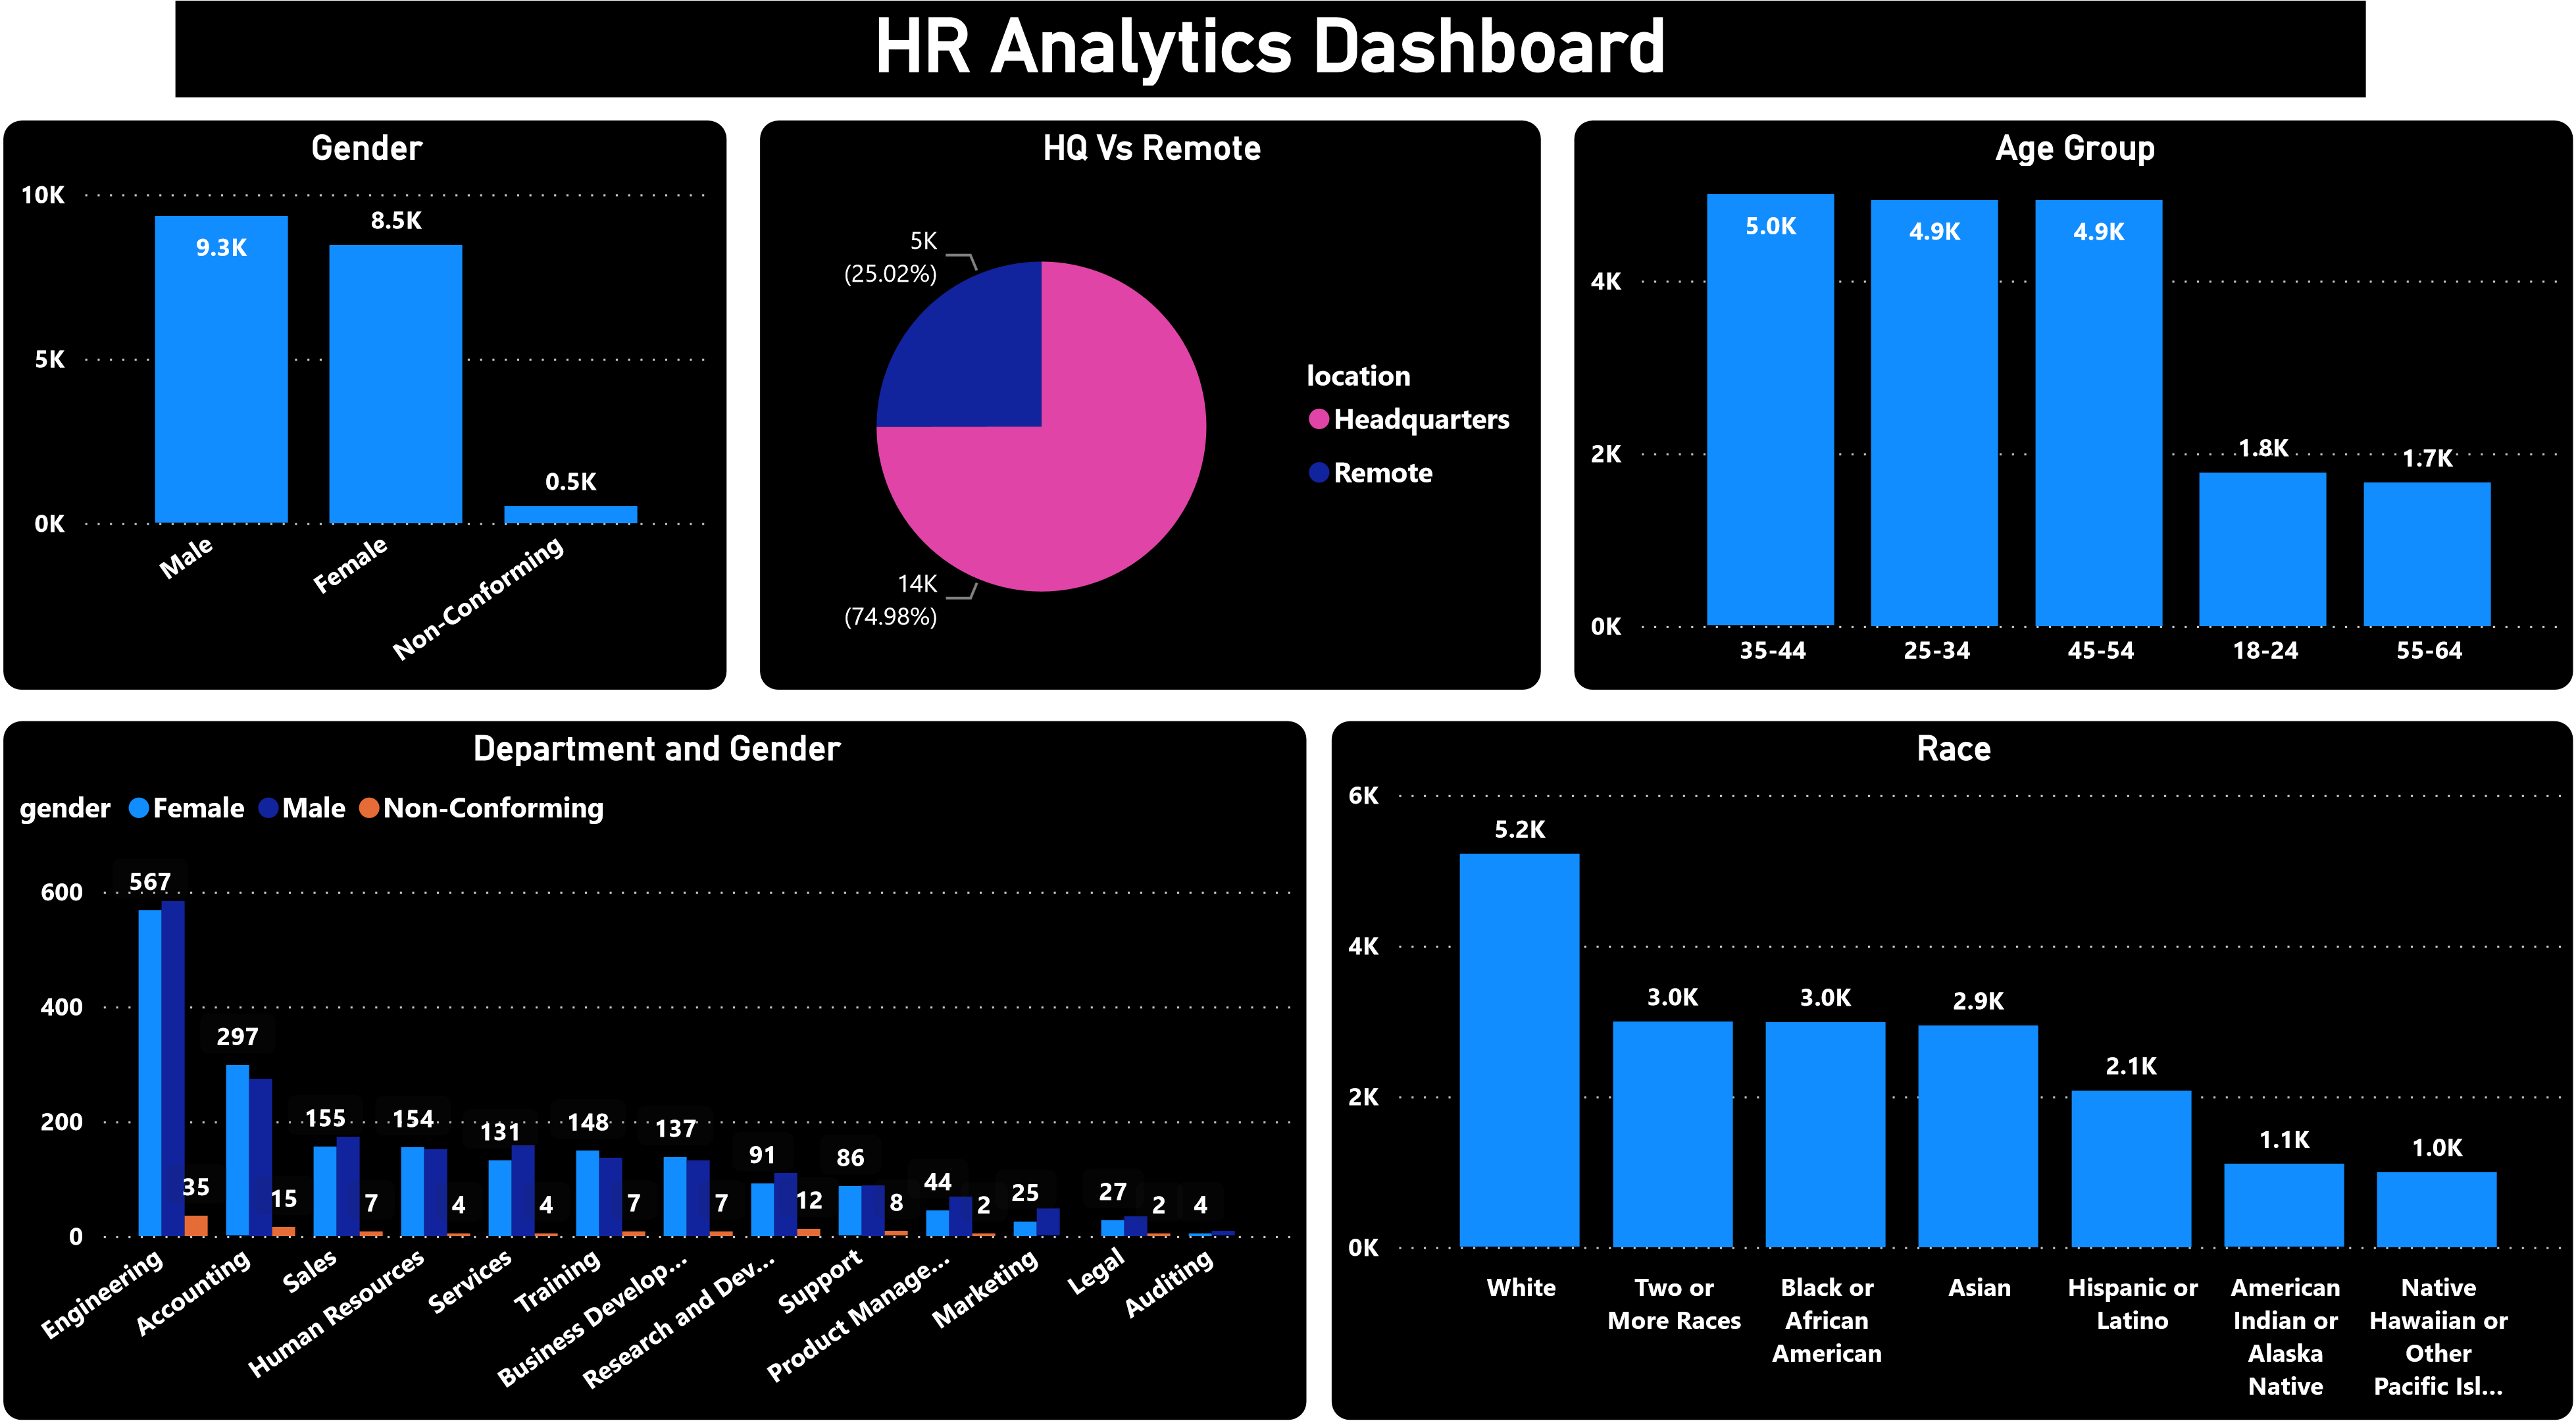 HR Analytics Dashboard
Gender
10K
5K
0K
9.3K
8.5K
0.5K
Male
Female
Non-Conforming
HQ Vs Remote
5K
(25.02%)
14K
(74.98%)
location
Headquarters
Remote
Age Group
4K
2K
0K
5.0K
4.9K
4.9K
1.8K
1.7K
35-44
25-34
45-54
18-24
55-64
Department and Gender
gender Female Male Non-Conforming
600
400
200
0
567
35
297
15
155
7
154
4
131
4
148
7
137
7
91
12
86
8
44
2
25
27
2
4
Engineering
Accounting
Sales
Human Resources
Services
Training
Business Develop...
Research and Dev...
Support
Product Manage...
Marketing
Legal
Auditing
Race
6K
4K
2K
0K
5.2K
3.0K
3.0K
2.9K
2.1K
1.1K
1.0K
White
Two or
More Races
Black or
African
American
Asian
Hispanic or
Latino
American
Indian or
Alaska
Native
Native
Hawaiian or
Other
Pacific Isl...